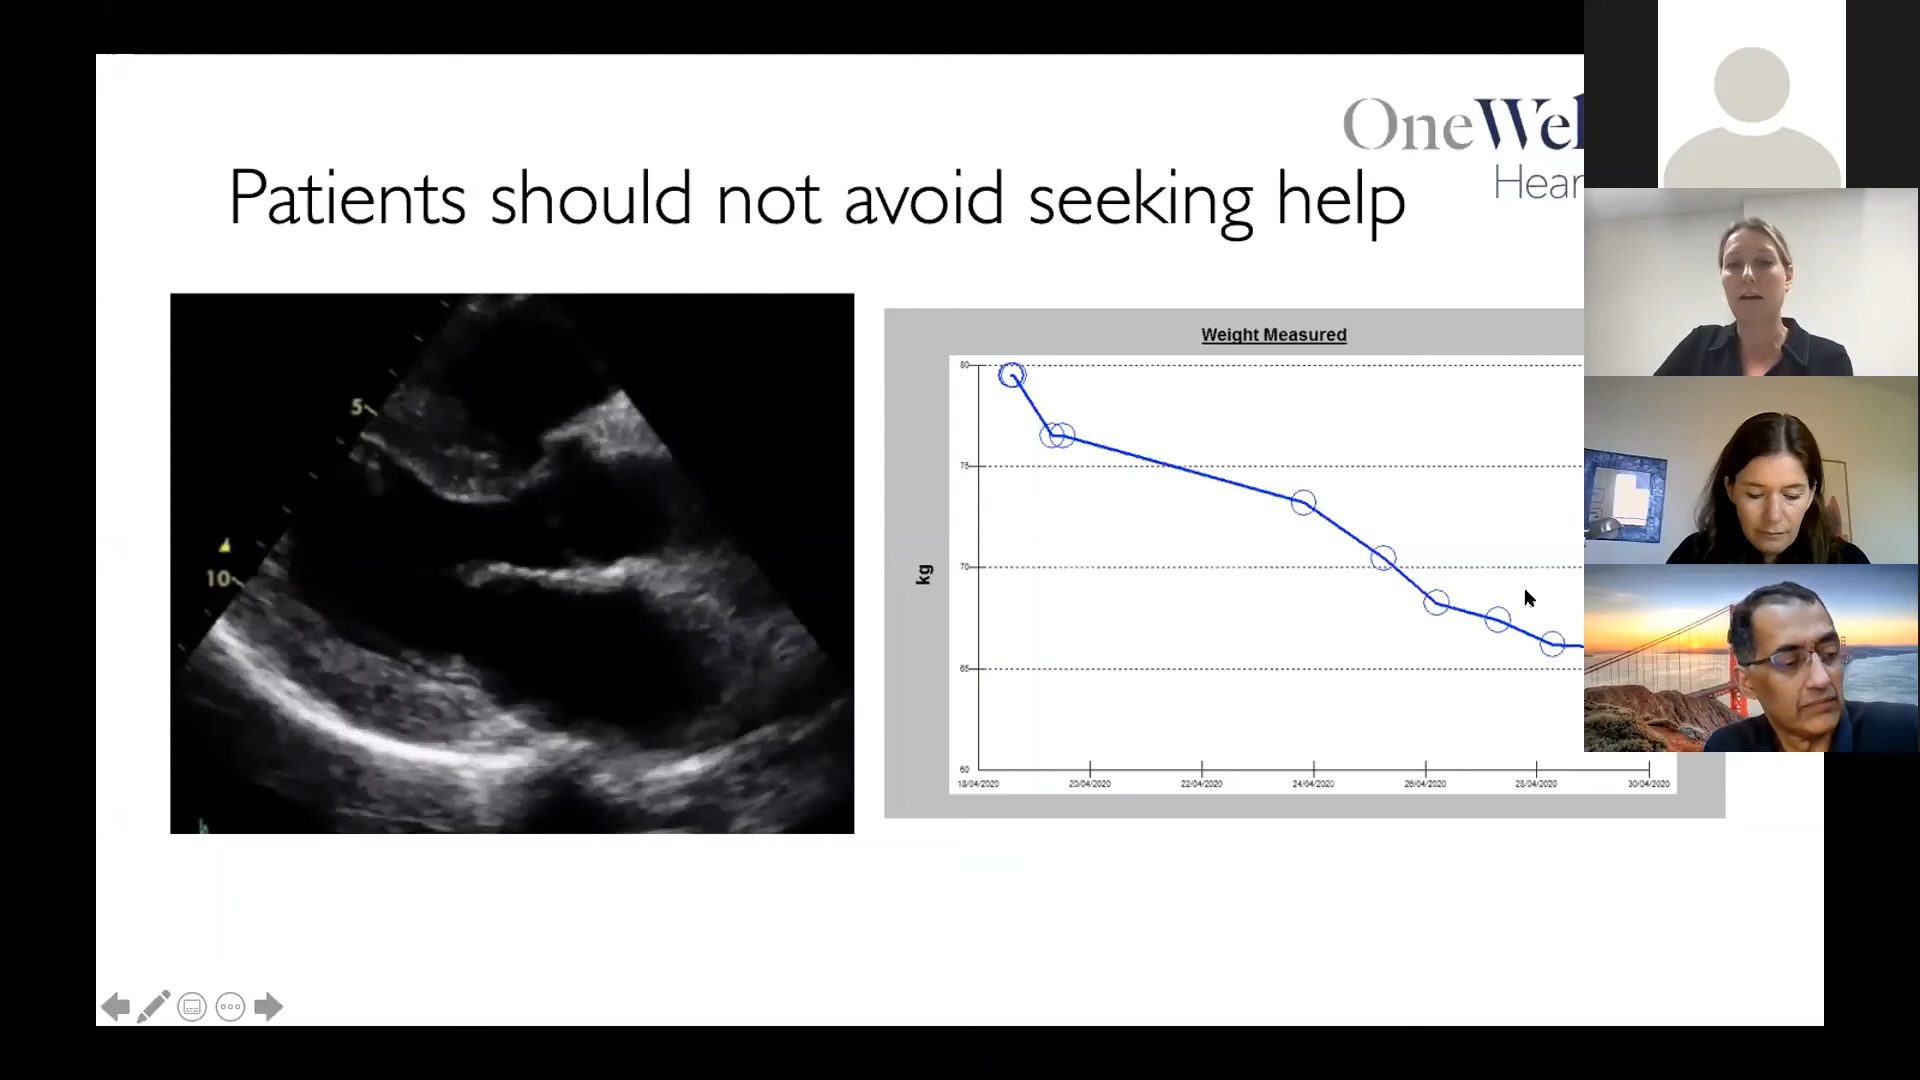 OneWel
Hear
Patients should not avoid seeking help
5
10
Weight Measured
80
75
70
65
60
kg
18/04/2020 20/04/2020 22/04/2020 24/04/2020 26/04/2020 28/04/2020 30/04/2020